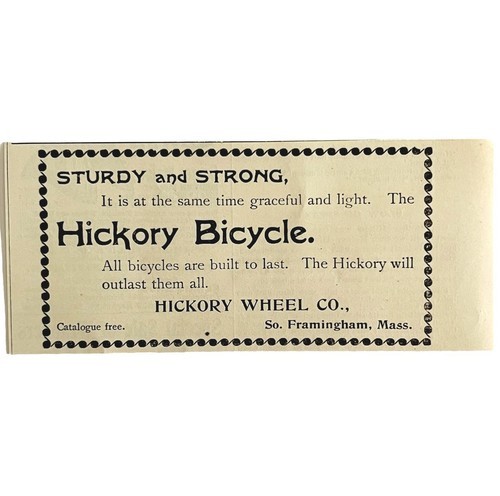 STURDY and STRONG,
It is at the same time graceful and light. The
Hickory Bicycle.
All bicycles are built to last. The Hickory will
outlast them all.
HICKORY WHEEL CO.,
Catalogue free. So. Framingham, Mass.